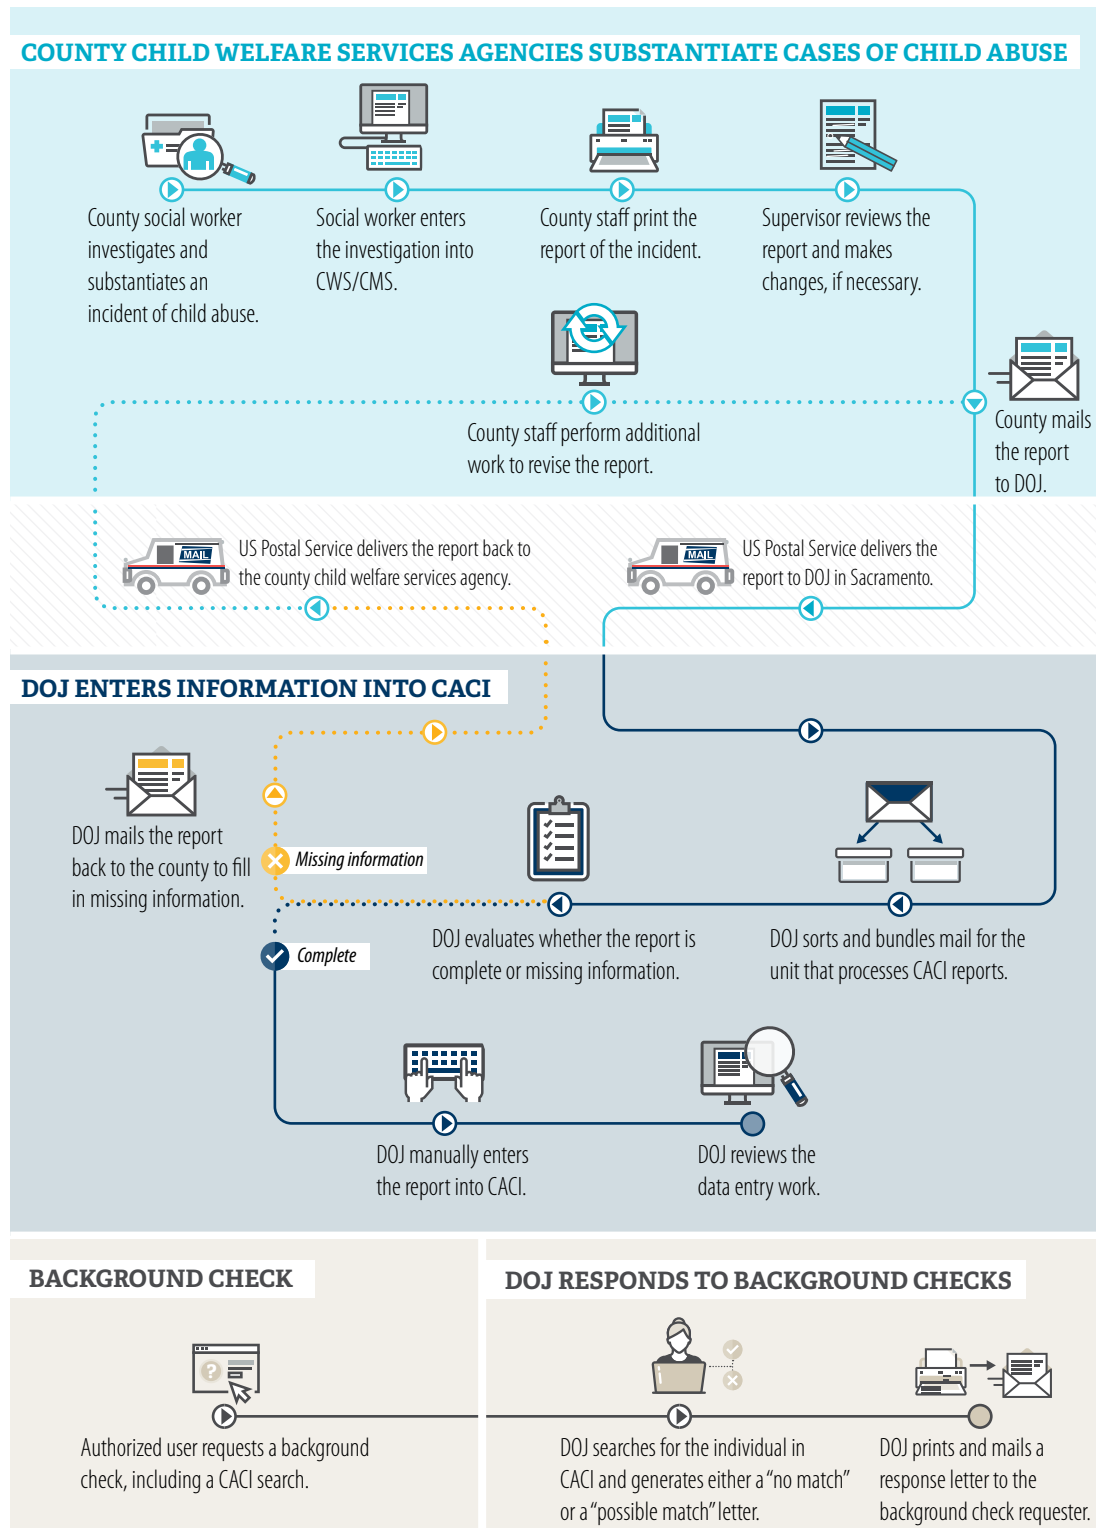 COUNTY CHILD WELFARE SERVICES AGENCIES SUBSTANTIATE CASES OF CHILD ABUSE
County social worker
investigates and
substantiates an
incident of child abuse.
Social worker enters
the investigation into
CWS/CMS.
County staff print the
report of the incident.
Supervisor reviews the
report and makes
changes, if necessary.
County staff perform additional
work to revise the report.
County mails
the report
to DOJ.
MAIL
US Postal Service delivers the report back to
the county child welfare services agency.
MAIL
US Postal Service delivers the
report to DOJ in Sacramento.
DOJ ENTERS INFORMATION INTO CACI
DOJ mails the report
back to the county to fill
in missing information.
Missing information
Complete
DOJ evaluates whether the report is
complete or missing information.
DOJ sorts and bundles mail for the
unit that processes CACI reports.
DOJ manually enters
the report into CACI.
DOJ reviews the
data entry work.
BACKGROUND CHECK
?
Authorized user requests a background
check, including a CACI search.
DOJ RESPONDS TO BACKGROUND CHECKS
DOJ searches for the individual in
CACI and generates either a “no match”
or a “possible match” letter.
DOJ prints and mails a
response letter to the
background check requester.